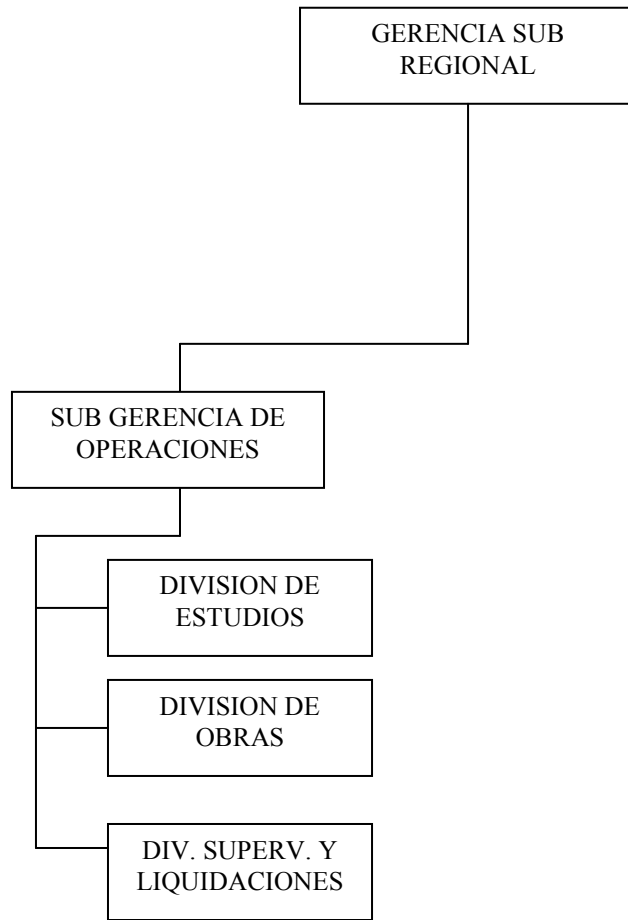 GERENCIA SUB
REGIONAL
SUB GERENCIA DE
OPERACIONES
DIVISION DE
ESTUDIOS
DIVISION DE
OBRAS
DIV. SUPERV. Y
LIQUIDACIONES